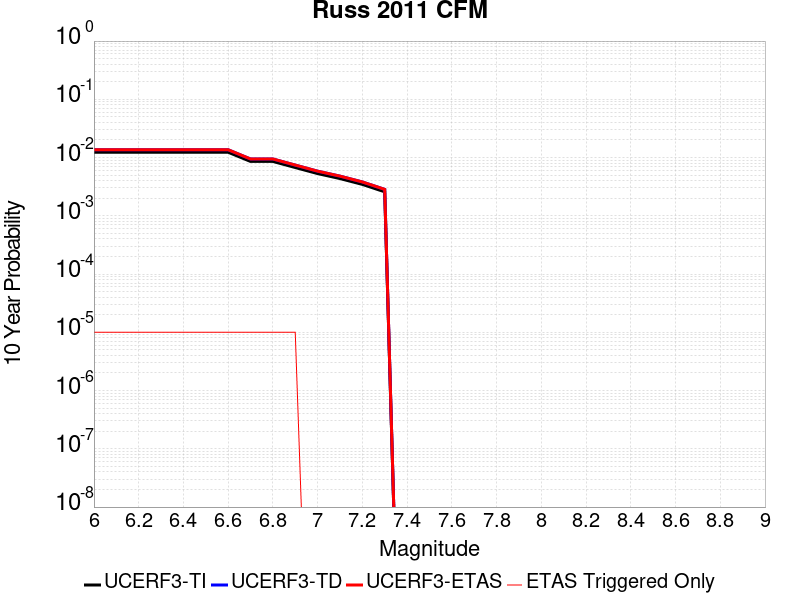 Russ 2011 CFM
10^0
10^-1
10^-2
10^-3
10^-4
10^-5
10^-6
10^-7
10^-8
10 Year Probability
6 6.2 6.4 6.6 6.8 7 7.2 7.4 7.6 7.8 8 8.2 8.4 8.6 8.8 9
Magnitude
UCERF3-TI UCERF3-TD UCERF3-ETAS ETAS Triggered Only